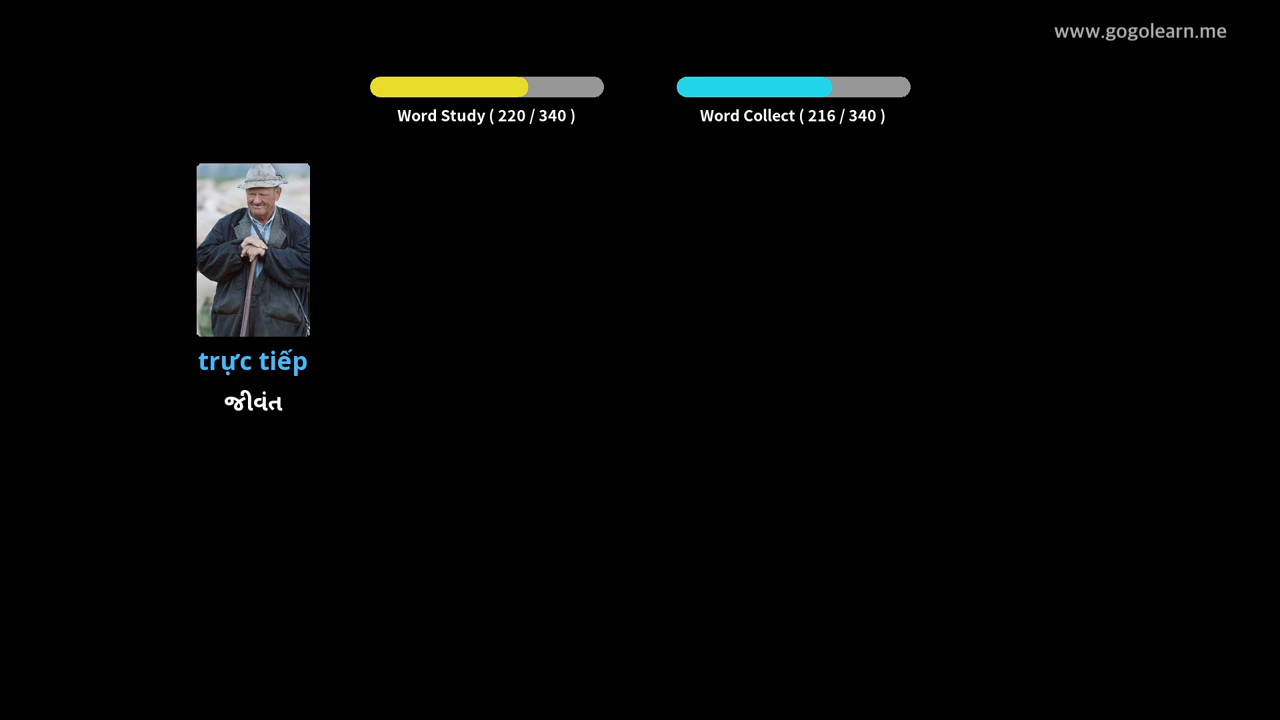 www.gogolearn.me
Word Study ( 220 / 340 )
Word Collect ( 216 / 340 )
trực tiếp
જીવંત